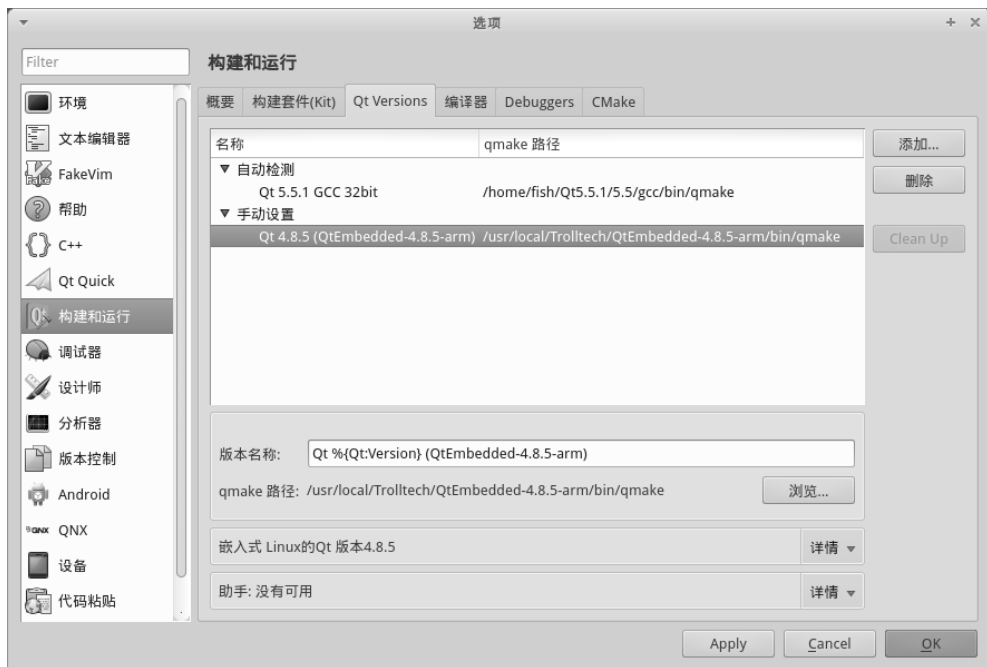 选项
Filter
环境
文本编辑器
FakeVim
帮助
C++
Qt Quick
构建和运行
调试器
设计师
分析器
版本控制
Android
QNX
设备
代码粘贴
构建和运行
概要 构建套件(Kit) Qt Versions 编译器 Debuggers CMake
名称 qmake 路径
自动检测
Qt 5.5.1 GCC 32bit /home/fish/Qt5.5.1/5.5/gcc/bin/qmake
手动设置
Qt 4.8.5 (QtEmbedded-4.8.5-arm) /usr/local/Trolltech/QtEmbedded-4.8.5-arm/bin/qmake
添加...
删除
Clean Up
版本名称: Qt %{Qt:Version} (QtEmbedded-4.8.5-arm)
qmake 路径: /usr/local/Trolltech/QtEmbedded-4.8.5-arm/bin/qmake 浏览...
嵌入式 Linux的Qt 版本4.8.5 详情
助手: 没有可用 详情
Apply Cancel OK